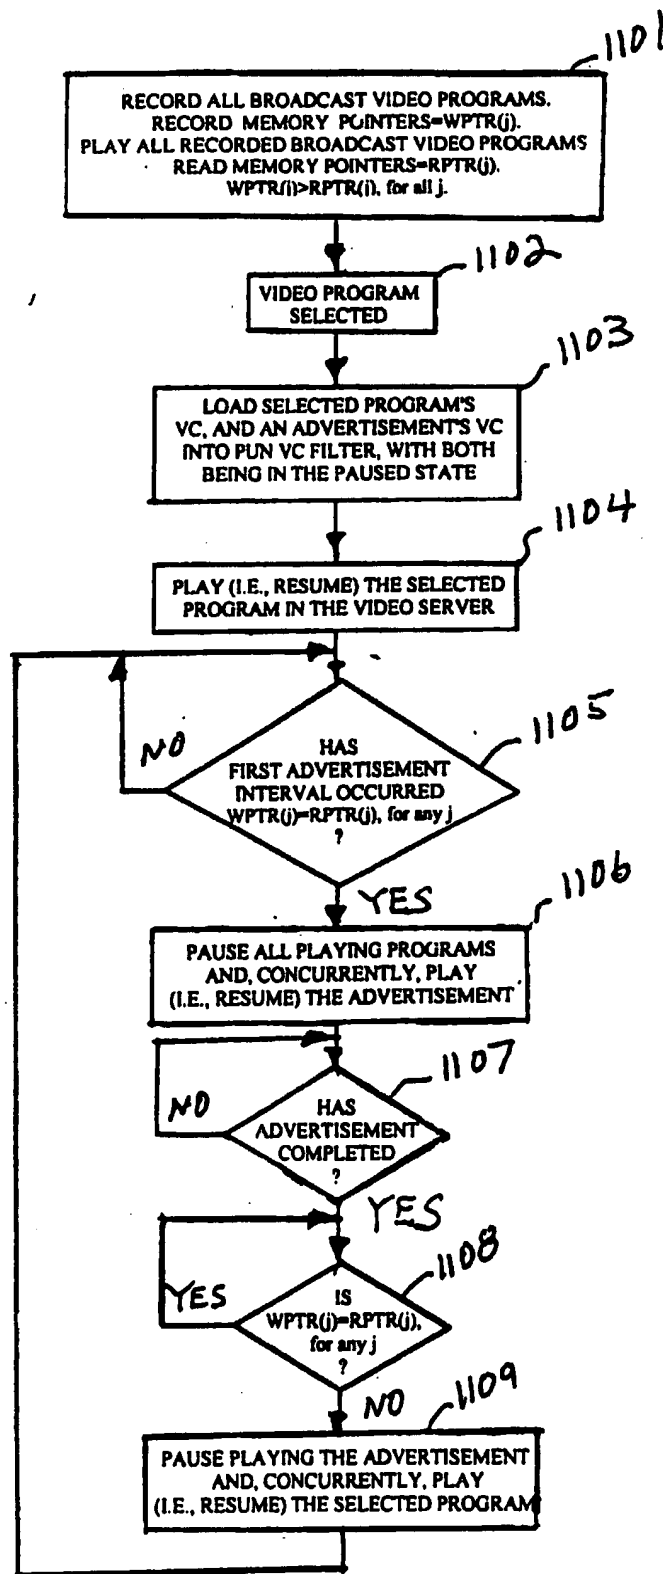 1101
RECORD ALL BROADCAST VIDEO PROGRAMS.
RECORD MEMORY POINTERS=WPTR(j).
PLAY ALL RECORDED BROADCAST VIDEO PROGRAMS
READ MEMORY POINTERS=RPTR(j).
WPTR(j)>RPTR(j), for all j.
1102
VIDEO PROGRAM
SELECTED
1103
LOAD SELECTED PROGRAM'S
VC, AND AN ADVERTISEMENT'S VC
INTO PUN VC FILTER, WITH BOTH
BEING IN THE PAUSED STATE
1104
PLAY (I.E., RESUME) THE SELECTED
PROGRAM IN THE VIDEO SERVER
1105
NO
HAS
FIRST ADVERTISEMENT
INTERVAL OCCURRED
WPTR(j)=RPTR(j), for any j
?
YES
1106
PAUSE ALL PLAYING PROGRAMS
AND, CONCURRENTLY, PLAY
(I.E., RESUME) THE ADVERTISEMENT
1107
NO
HAS
ADVERTISEMENT
COMPLETED
?
YES
1108
YES
IS
WPTR(j)=RPTR(j),
for any j
?
NO
1109
PAUSE PLAYING THE ADVERTISEMENT
AND, CONCURRENTLY, PLAY
(I.E., RESUME) THE SELECTED PROGRAM